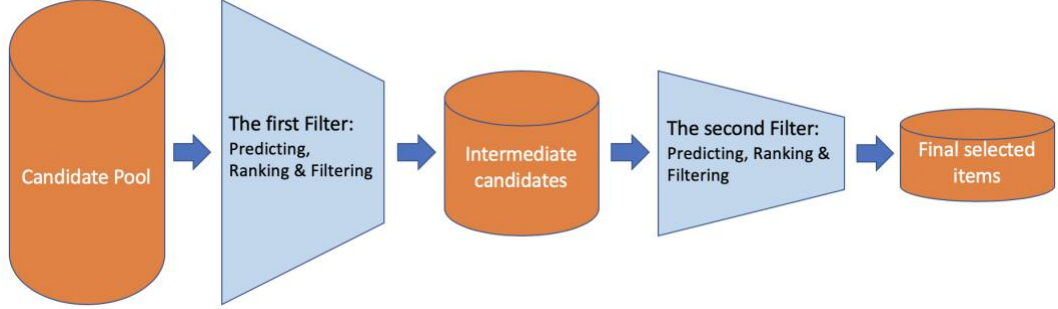 Candidate Pool
The first Filter:
Predicting,
Ranking & Filtering
Intermediate
candidates
The second Filter:
Predicting, Ranking &
Filtering
Final selected
items